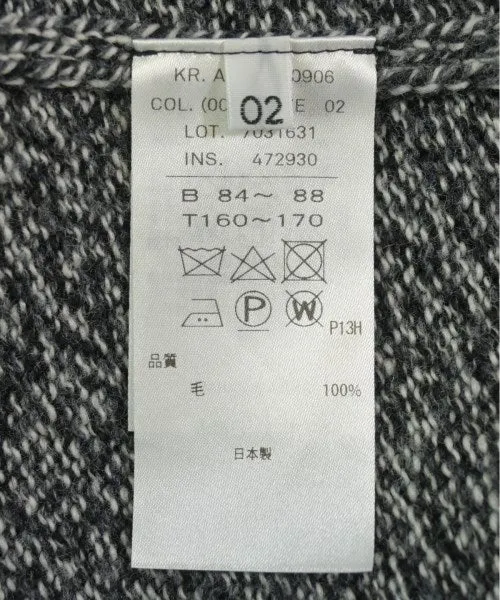 KR. A 0906
COL. (00 E 02
02
LOT. 7031631
INS. 472930
B 84～ 88
T160～170
P W P13H
品質
毛 100%
日本製